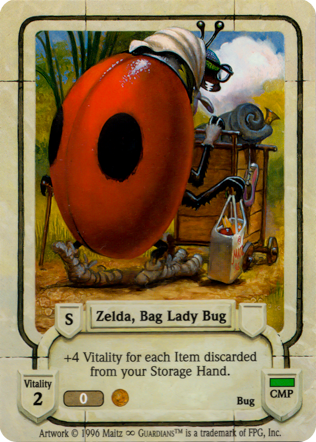 S
Zelda, Bag Lady Bug
+4 Vitality for each Item discarded
from your Storage Hand.
Vitality
2
0
Bug
CMP
Artwork © 1996 Maitz ∞ GUARDIANS™ is a trademark of FPG, Inc.